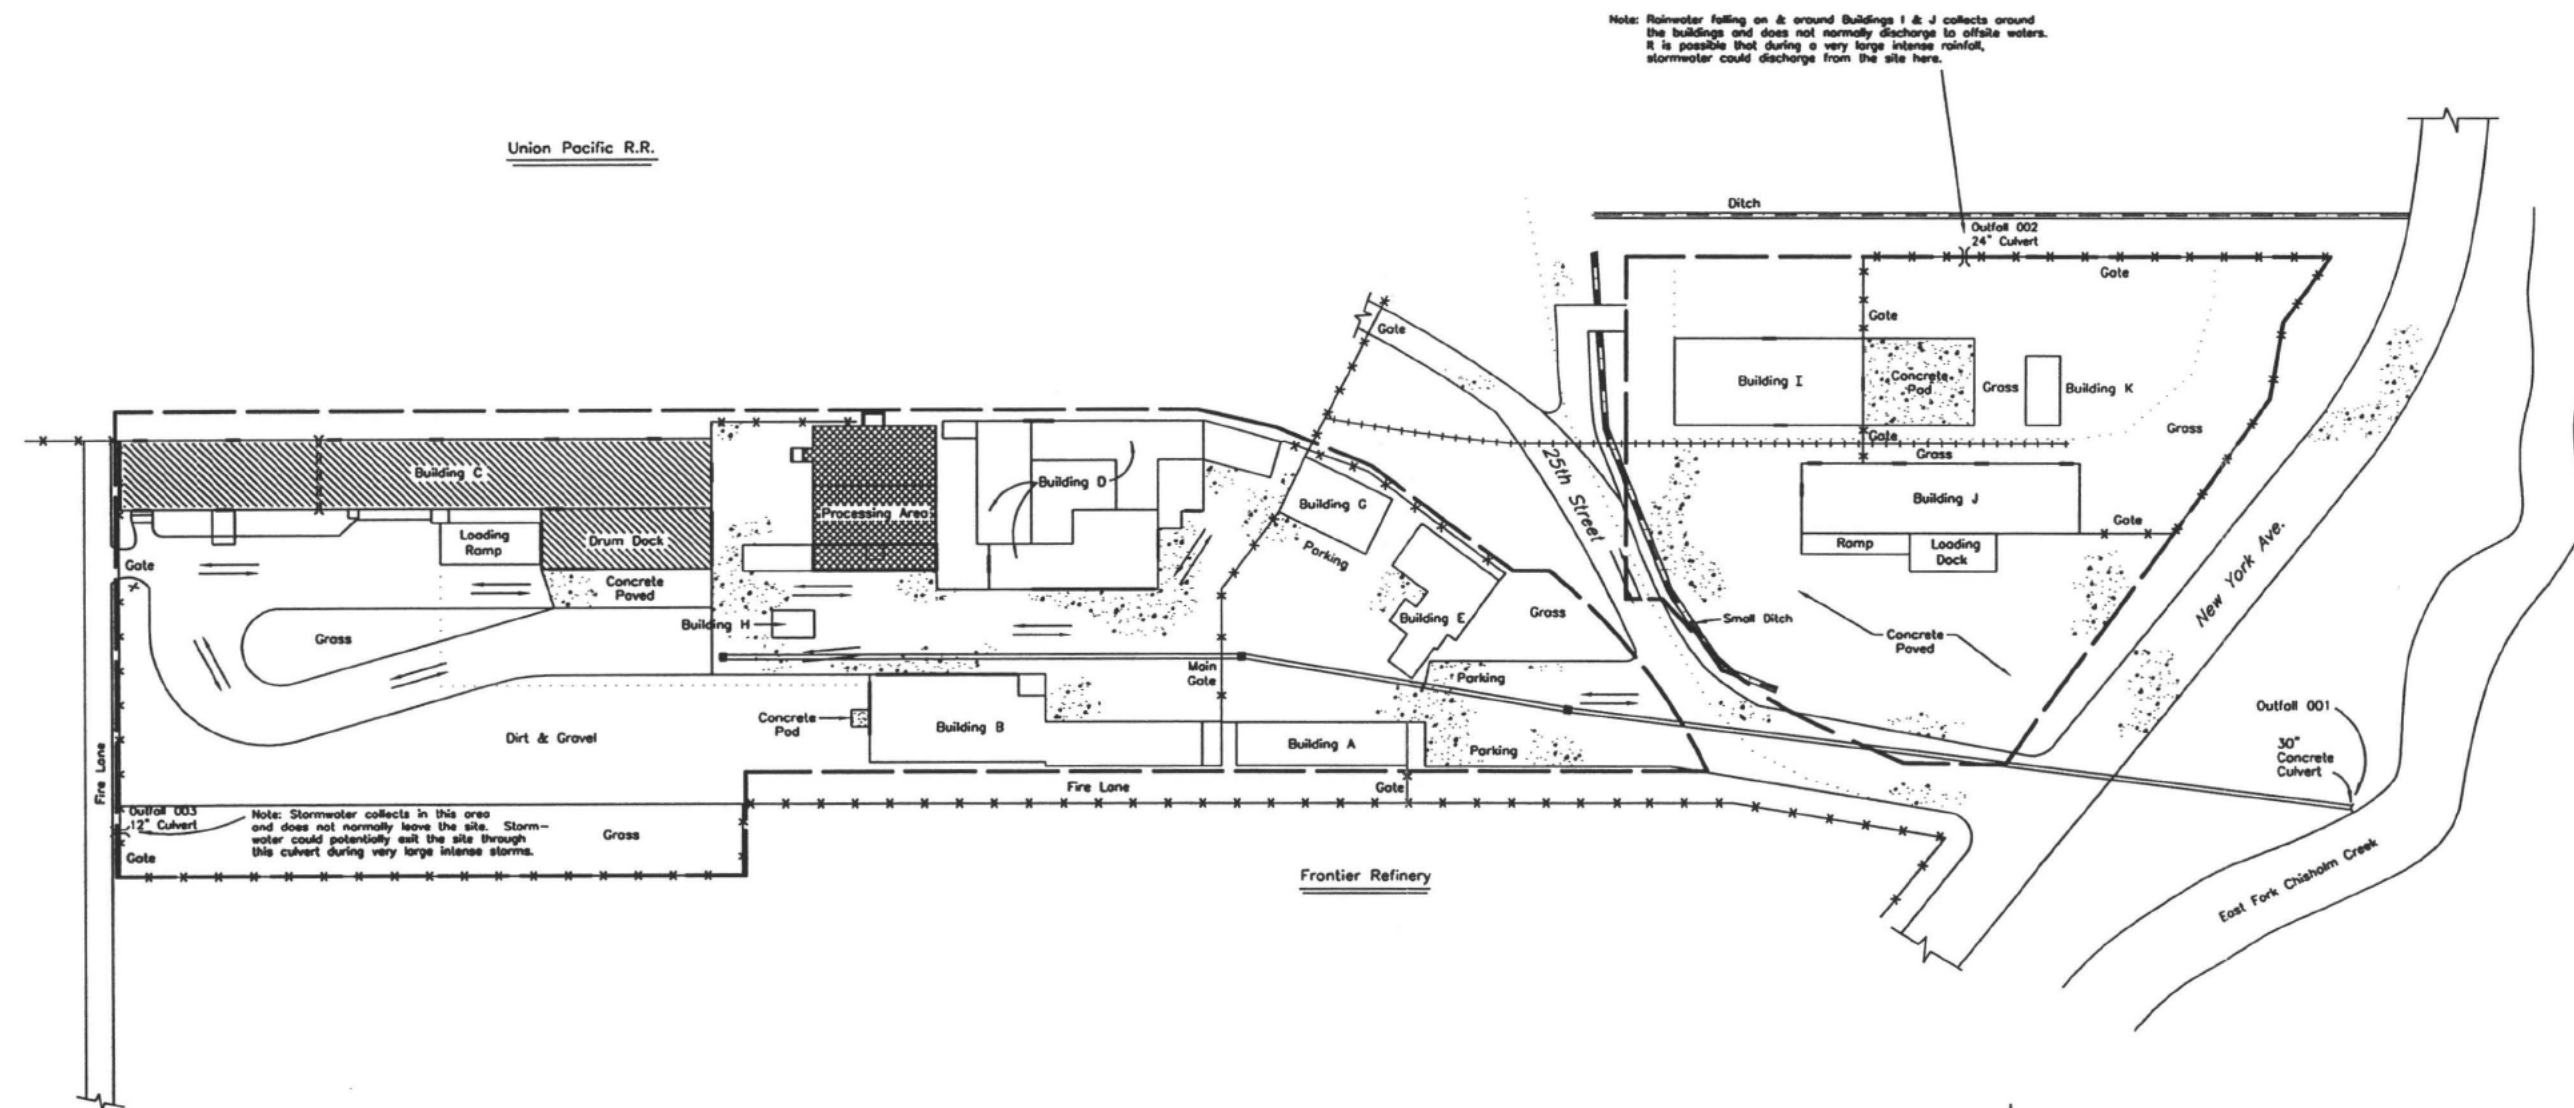 Note: Rainwater falling on & around Buildings I & J collects around
the buildings and does not normally discharge to offsite waters.
It is possible that during a very large intense rainfall,
stormwater could discharge from the site here.
Union Pacific R.R.
Ditch
Outfall 002
24" Culvert
Gate
Gate
Gate
Building I
Concrete
Pad
Grass
Building K
Gate
Grass
Grass
Building C
Building D
25th Street
Building J
Building G
Processing Area
Loading
Ramp
Drum Dock
Gate
Ramp
Loading
Dock
Parking
Gate
Concrete
Paved
New York Ave.
Building H
Grass
Building E
Grass
Small Ditch
Concrete
Paved
Main
Gate
Parking
Outfall 001
Concrete
Pad
Building B
Dirt & Gravel
Building A
Parking
30"
Concrete
Culvert
Fire Lane
Fire Lane
Gate
Outfall 003
12" Culvert
Note: Stormwater collects in this area
and does not normally leave the site. Storm-
water could potentially exit the site through
this culvert during very large intense storms.
Grass
Gate
Frontier Refinery
East Fork Chisholm Creek